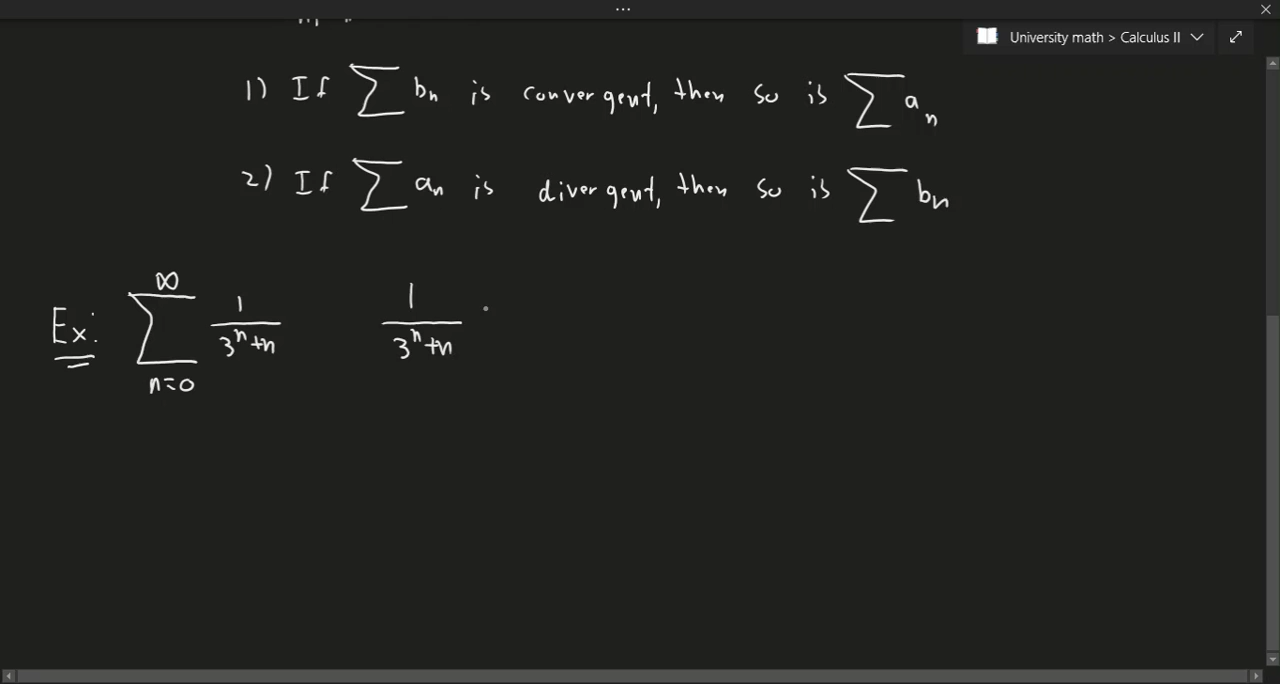 University math > Calculus II
1) If ∑ bn is convergent, then so is ∑ an
2) If ∑ an is divergent, then so is ∑ bn
Ex: ∑_{n=0}^{∞} 1/(3^n+n) 1/(3^n+n)